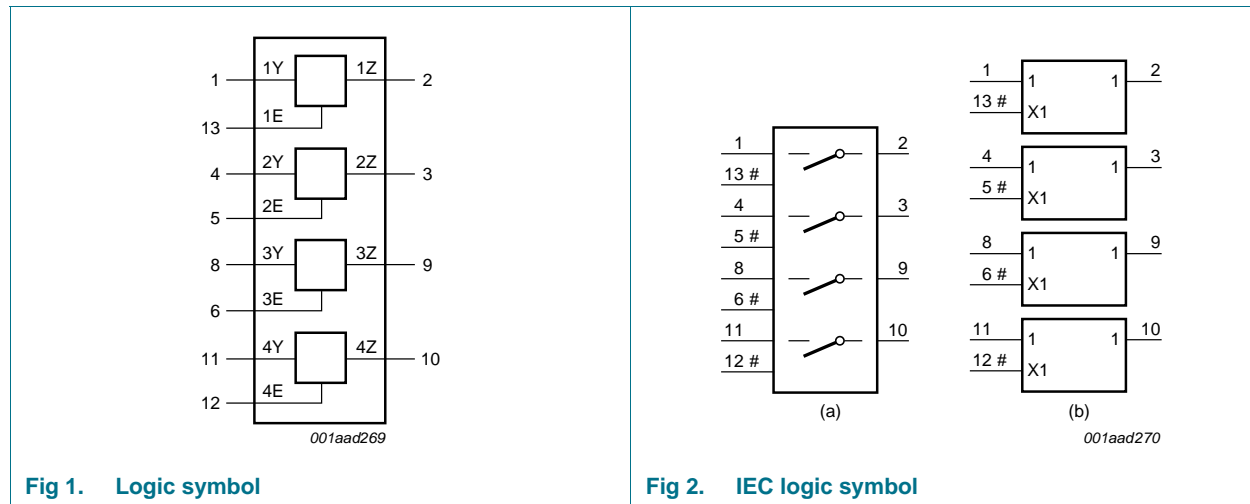 1 1Y 1Z 2
13 1E
4 2Y 2Z 3
5 2E
8 3Y 3Z 9
6 3E
11 4Y 4Z 10
12 4E
001aad269
Fig 1. Logic symbol
1 2
13 #
4 3
5 #
8 9
6 #
11 10
12 #
(a)
1 1 1 2
13 # X1
4 1 1 3
5 # X1
8 1 1 9
6 # X1
11 1 1 10
12 # X1
(b)
001aad270
Fig 2. IEC logic symbol